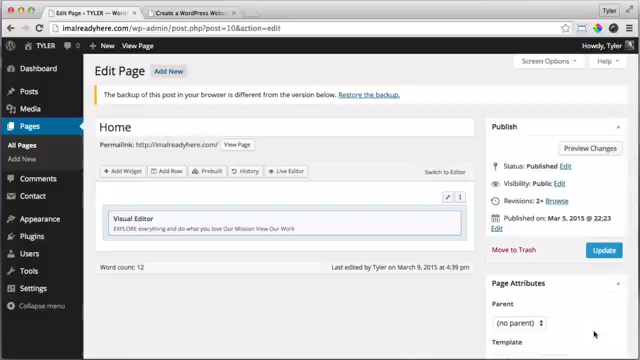 Edit Page ‹ TYLER — Word
Create a WordPress Websit
Tyler
imalreadyhere.com/wp-admin/post.php?post=10&action=edit
TYLER
0
+ New
View Page
Howdy, Tyler
Dashboard
Posts
Media
Pages
All Pages
Add New
Comments
Contact
Appearance
Plugins
Users
Tools
Settings
Collapse menu
Screen Options
Help
Edit Page
Add New
The backup of this post in your browser is different from the version below. Restore the backup.
Home
Permalink: http://imalreadyhere.com/
View Page
Add Widget
Add Row
Prebuilt
History
Live Editor
Switch to Editor
Visual Editor
EXPLORE everything and do what you love Our Mission View Our Work
Word count: 12
Last edited by Tyler on March 9, 2015 at 4:39 pm
Publish
Preview Changes
Status: Published Edit
Visibility: Public Edit
Revisions: 2+ Browse
Published on: Mar 5, 2015 @ 22:23
Edit
Move to Trash
Update
Page Attributes
Parent
(no parent)
Template